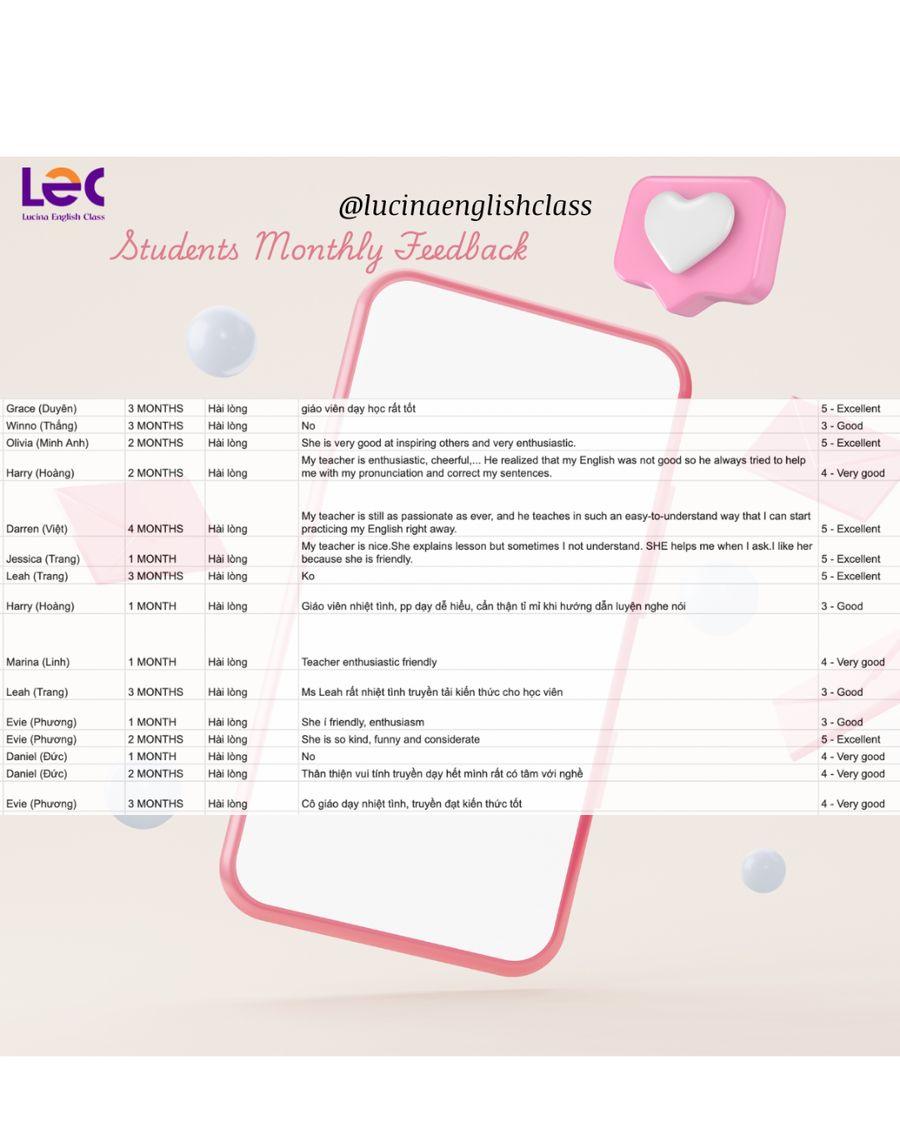 LeC
Lucina English Class
@lucinaenglishclass
Students Monthly Feedback
Grace (Duyên) 3 MONTHS Hài lòng giáo viên dạy học rất tốt 5 - Excellent
Winno (Thắng) 3 MONTHS Hài lòng No 3 - Good
Olivia (Minh Anh) 2 MONTHS Hài lòng She is very good at inspiring others and very enthusiastic. 5 - Excellent
My teacher is enthusiastic, cheerful,... He realized that my English was not good so he always tried to help
Harry (Hoàng) 2 MONTHS Hài lòng me with my pronunciation and correct my sentences. 4 - Very good
My teacher is still as passionate as ever, and he teaches in such an easy-to-understand way that I can start
Darren (Việt) 4 MONTHS Hài lòng practicing my English right away. 5 - Excellent
My teacher is nice.She explains lesson but sometimes I not understand. SHE helps me when I ask.I like her
Jessica (Trang) 1 MONTH Hài lòng because she is friendly. 5 - Excellent
Leah (Trang) 3 MONTHS Hài lòng Ko 5 - Excellent
Harry (Hoàng) 1 MONTH Hài lòng Giáo viên nhiệt tình, pp dạy dễ hiểu, cẩn thận tỉ mỉ khi hướng dẫn luyện nghe nói 3 - Good
Marina (Linh) 1 MONTH Hài lòng Teacher enthusiastic friendly 4 - Very good
Leah (Trang) 3 MONTHS Hài lòng Ms Leah rất nhiệt tình truyền tải kiến thức cho học viên 3 - Good
Evie (Phương) 1 MONTH Hài lòng She í friendly, enthusiasm 3 - Good
Evie (Phương) 2 MONTHS Hài lòng She is so kind, funny and considerate 5 - Excellent
Daniel (Đức) 1 MONTH Hài lòng No 4 - Very good
Daniel (Đức) 2 MONTHS Hài lòng Thân thiện vui tính truyền dạy hết mình rất có tâm với nghề 4 - Very good
Evie (Phương) 3 MONTHS Hài lòng Cô giáo dạy nhiệt tình, truyền đạt kiến thức tốt 4 - Very good